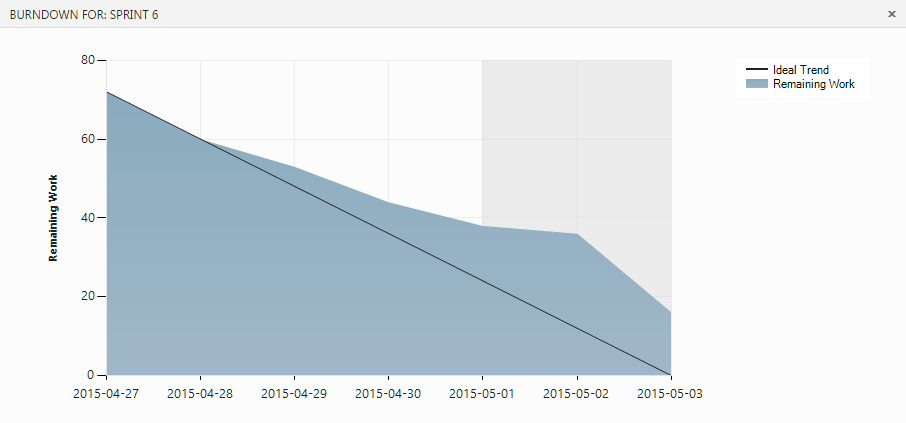 BURNDOWN FOR: SPRINT 6
×
Ideal Trend
Remaining Work
Remaining Work
80
60
40
20
0
2015-04-27 2015-04-28 2015-04-29 2015-04-30 2015-05-01 2015-05-02 2015-05-03